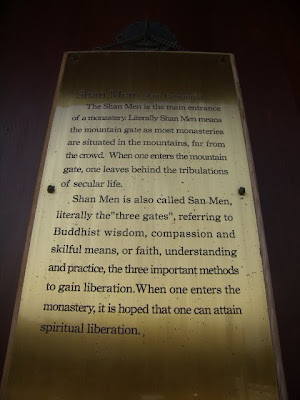 Shan Men
The Shan Men is the main entrance
of a monastery. Literally Shan Men means
the mountain gate as most monasteries
are situated in the mountains, far from
the crowd. When one enters the mountain
gate, one leaves behind the tribulations
of secular life.
Shan Men is also called San Men,
literally the"three gates", referring to
Buddhist wisdom, compassion and
skilful means, or faith, understanding
and practice, the three important methods
to gain liberation.When one enters the
monastery, it is hoped that one can attain
spiritual liberation.